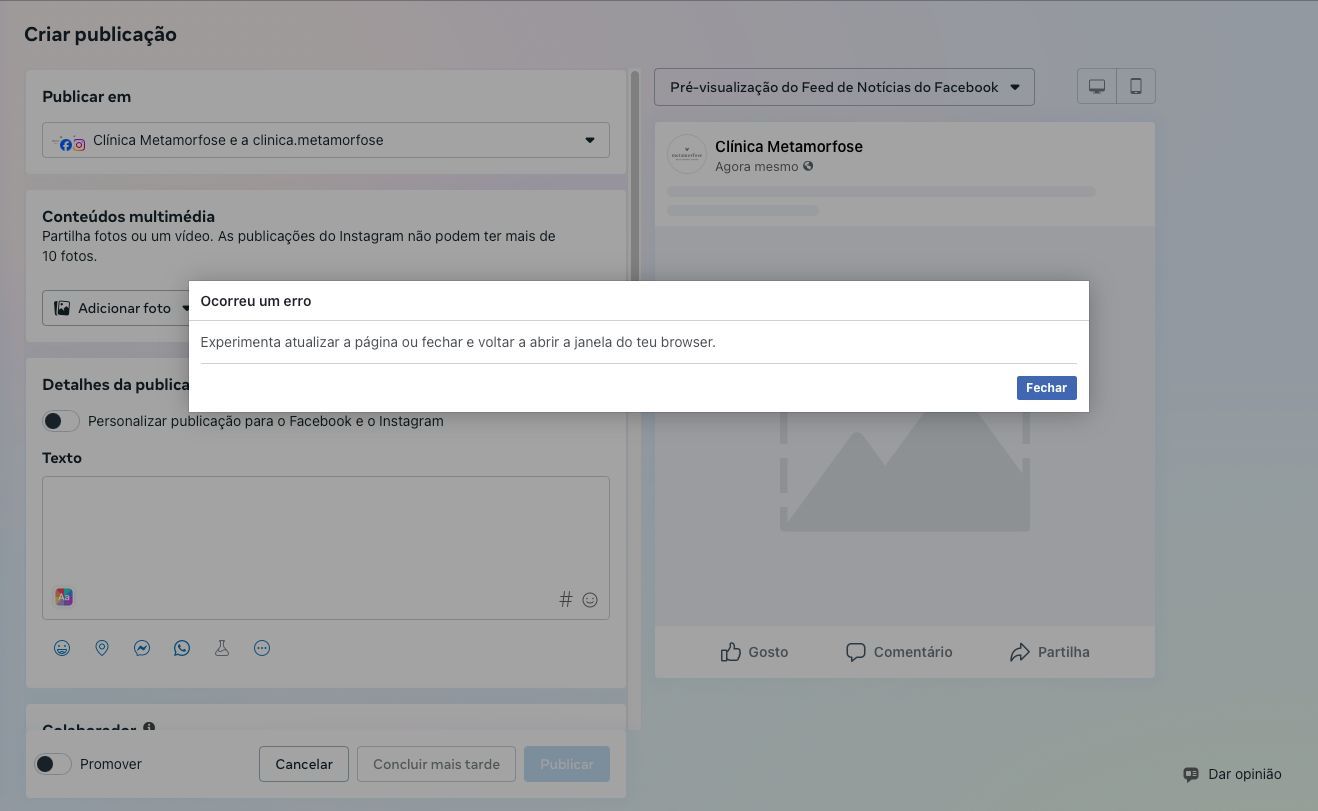 Criar publicação
Publicar em
Clínica Metamorfose e a clinica.metamorfose
Conteúdos multimédia
Partilha fotos ou um vídeo. As publicações do Instagram não podem ter mais de
10 fotos.
Adicionar foto
Detalhes da publica
Personalizar publicação para o Facebook e o Instagram
Texto
Aa
#
Colaborador
Promover
Cancelar
Concluir mais tarde
Publicar
Pré-visualização do Feed de Notícias do Facebook
metamorfose
Clínica Metamorfose
Agora mesmo
Gosto
Comentário
Partilha
Ocorreu um erro
Experimenta atualizar a página ou fechar e voltar a abrir a janela do teu browser.
Fechar
Dar opinião